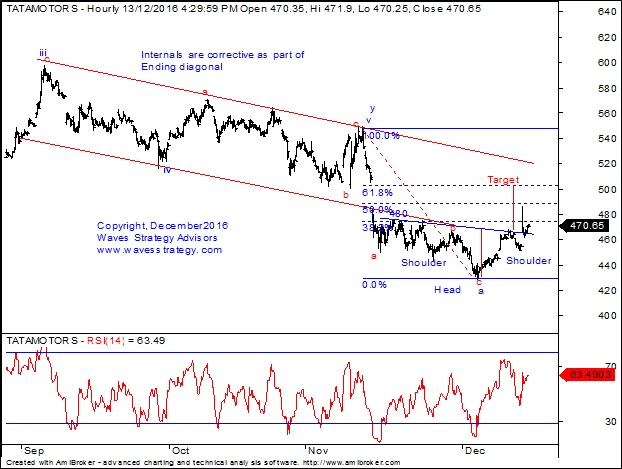 TATAMOTORS - Hourly 13/12/2016 4:29:59 PM Open 470.35, Hi 471.9, Lo 470.25, Close 470.65
640
620
600
580
560
540
520
500
480
470.65
460
440
420
400
iii
c
Internals are corrective as part of
Ending diagonal
a
y
c
v
100.0%
iv
b
Target
61.8%
50.0%
480
38.2%
b
Copyright, December2016
Waves Strategy Advisors
www.wavesstrategy.com
a
Shoulder
Shoulder
0.0%
c
Head
a
TATAMOTORS - RSI(14) = 63.49
70
63.4903
30
Sep
Oct
Nov
Dec
Created with AmiBroker - advanced charting and technical analysis software. http://www.amibroker.com